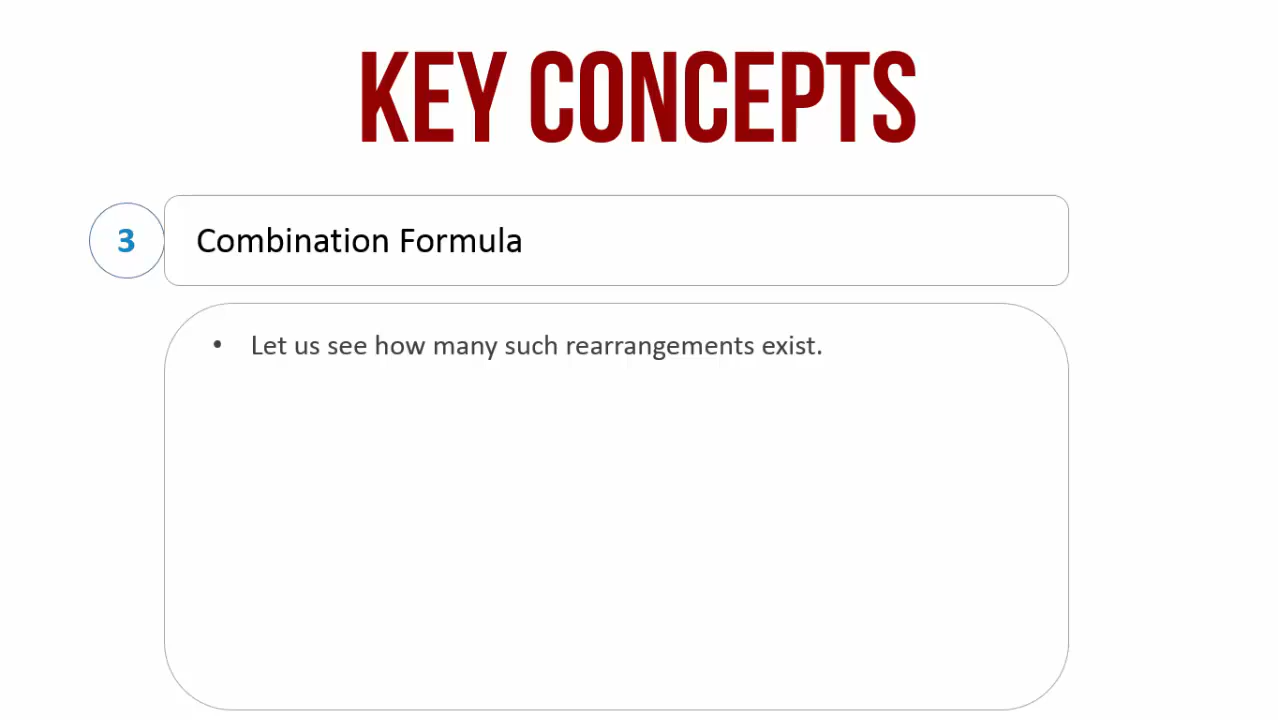 KEY CONCEPTS
3
Combination Formula
• Let us see how many such rearrangements exist.